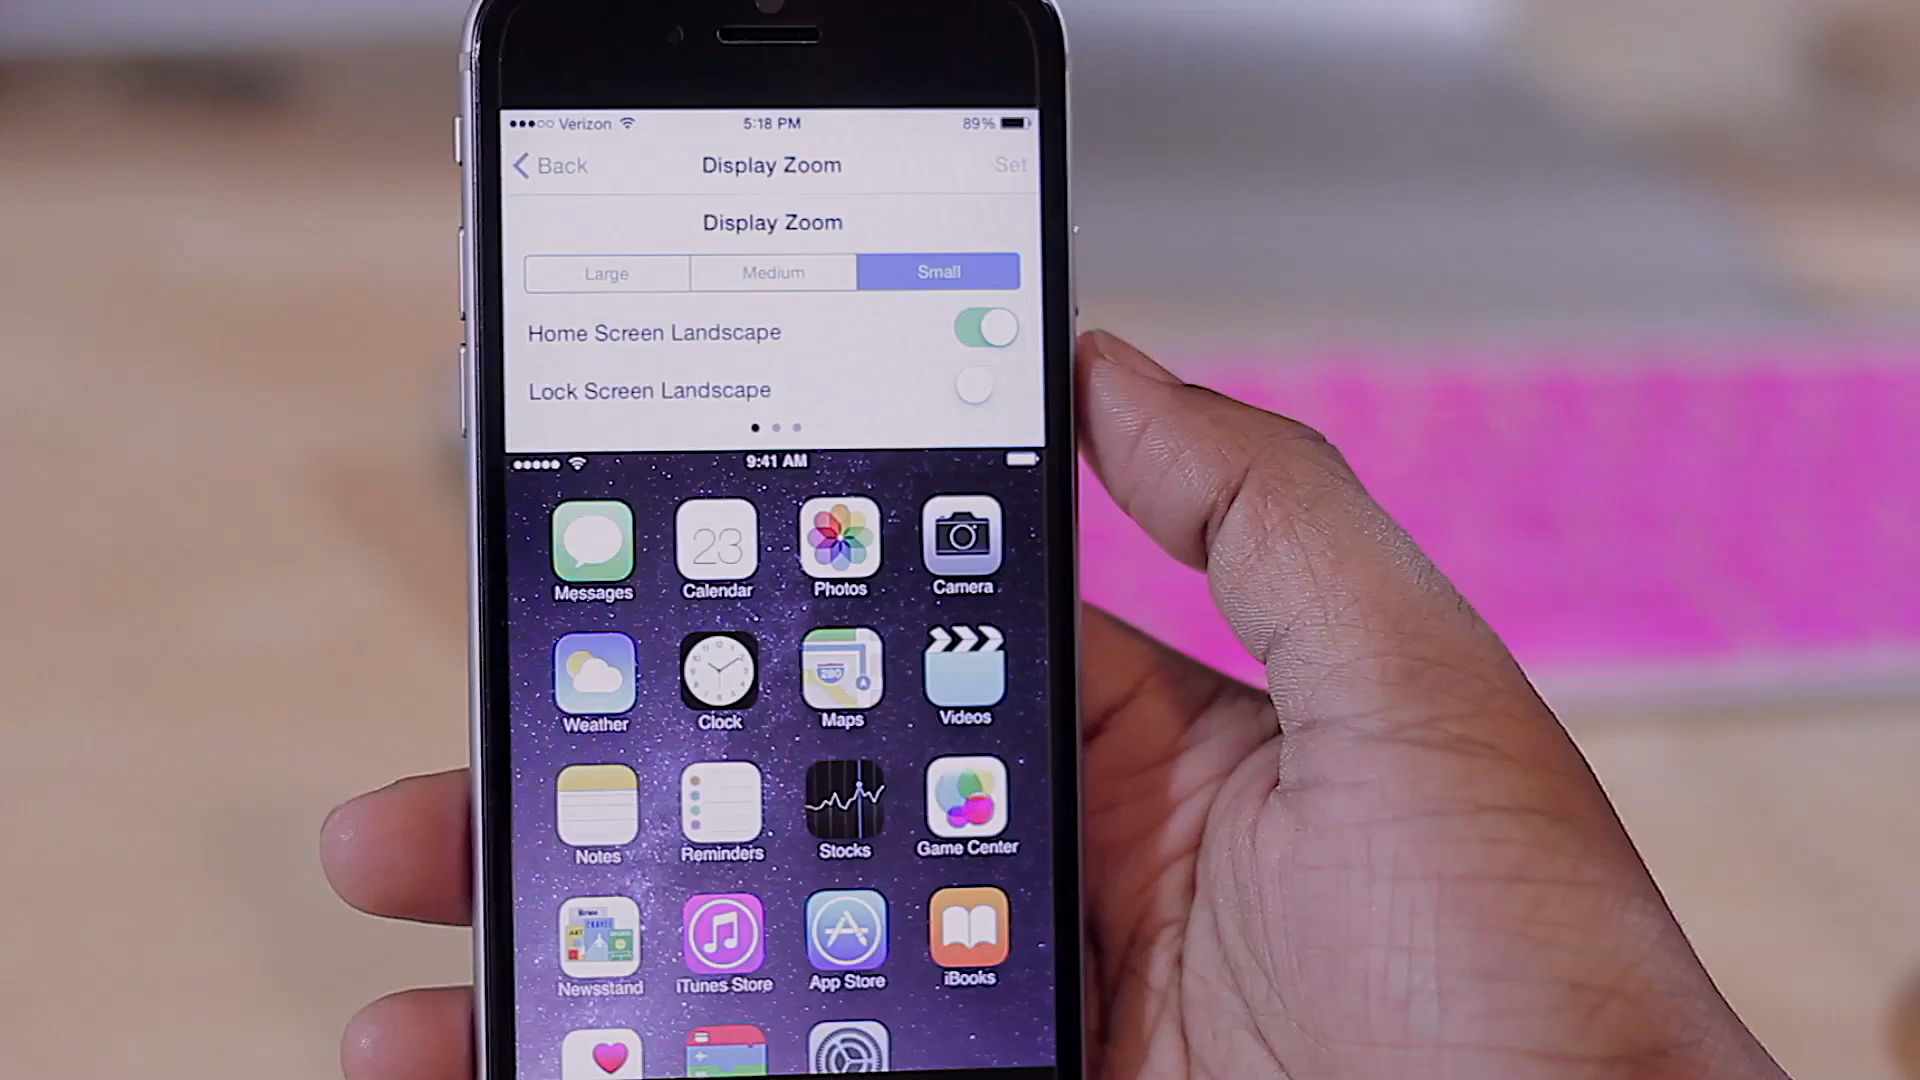 Verizon 5:18 PM 89%
Back Display Zoom Set
Display Zoom
Large Medium Small
Home Screen Landscape
Lock Screen Landscape
9:41 AM
23
Messages Calendar Photos Camera
280
Weather Clock Maps Videos
Notes Reminders Stocks Game Center
Newsstand iTunes Store App Store iBooks